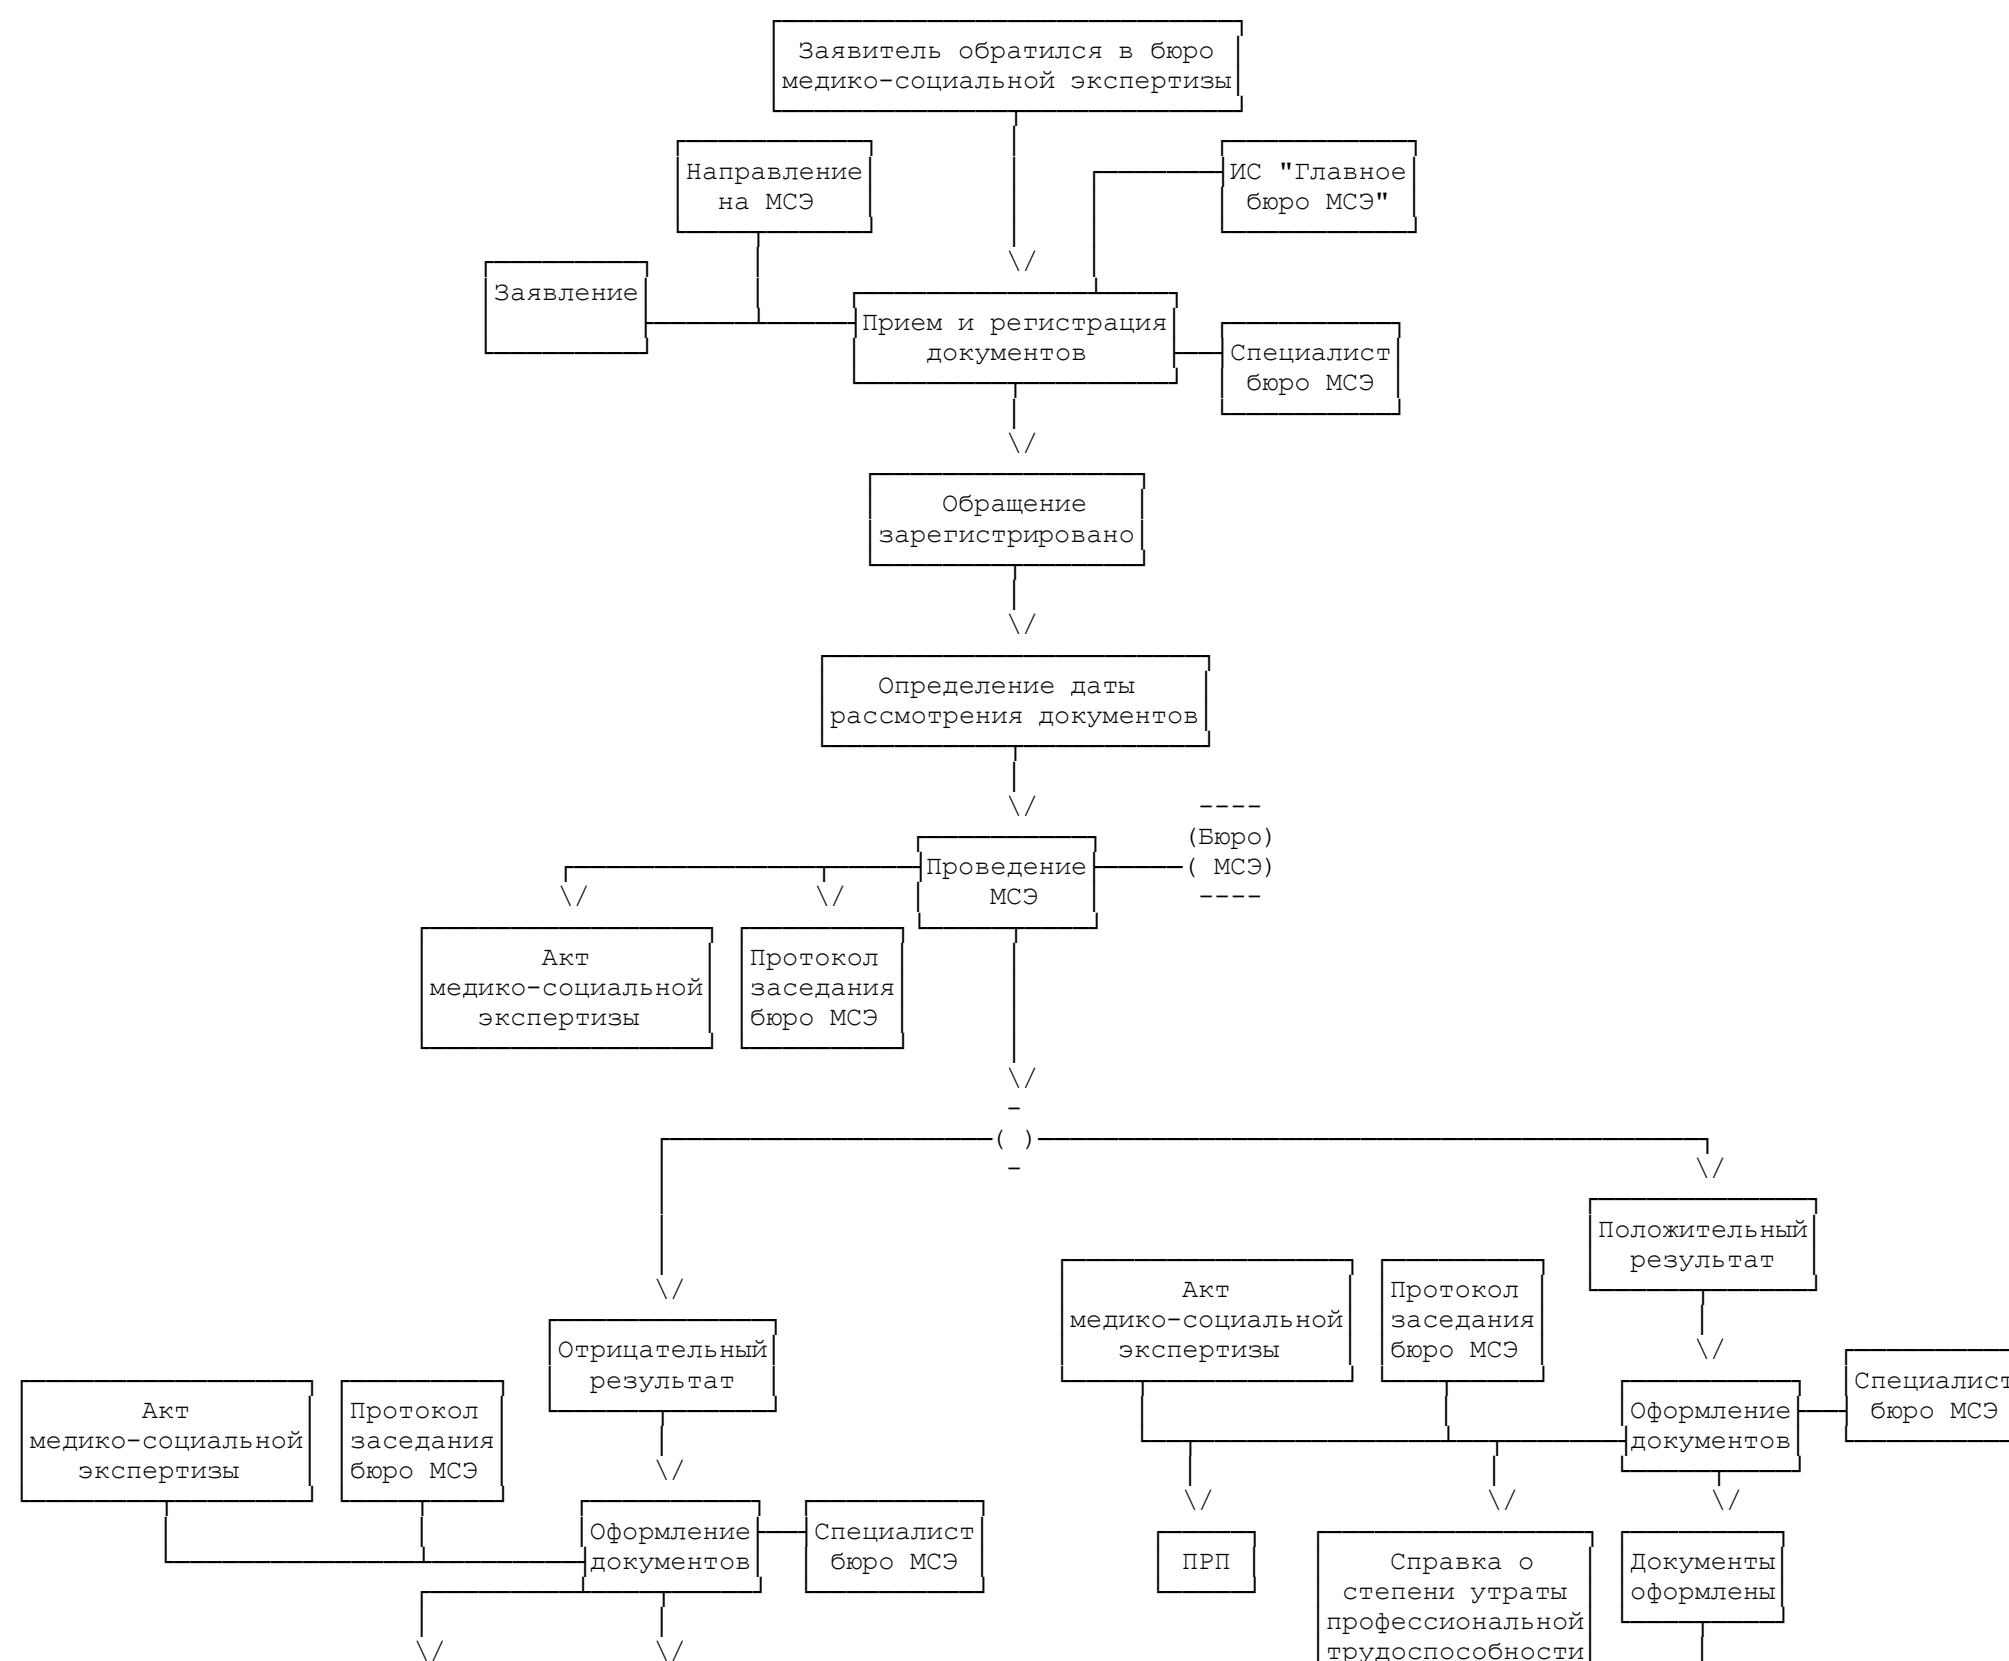 Заявитель обратился в бюро
медико-социальной экспертизы
Направление
на МСЭ
ИС "Главное
бюро МСЭ"
Заявление
Прием и регистрация
документов
Специалист
бюро МСЭ
Обращение
зарегистрировано
Определение даты
рассмотрения документов
(Бюро)
( МСЭ)
Проведение
МСЭ
Акт
медико-социальной
экспертизы
Протокол
заседания
бюро МСЭ
Положительный
результат
Акт
медико-социальной
экспертизы
Протокол
заседания
бюро МСЭ
Отрицательный
результат
Специалист
бюро МСЭ
Оформление
документов
Акт
медико-социальной
экспертизы
Протокол
заседания
бюро МСЭ
Оформление
документов
Специалист
бюро МСЭ
ПРП
Справка о
степени утраты
профессиональной
трудоспособности
Документы
оформлены